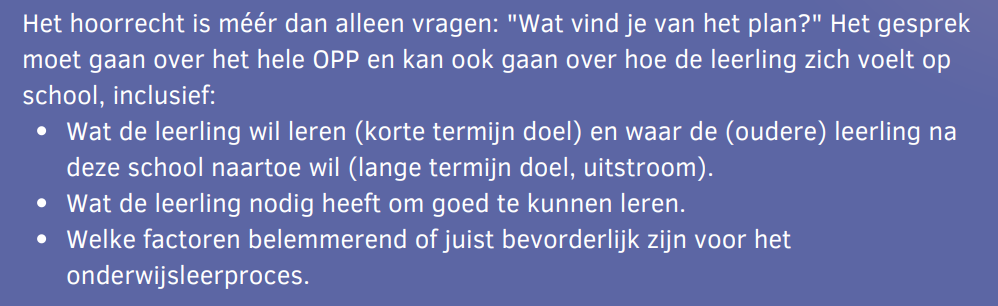 Het hoorrecht is méér dan alleen vragen: "Wat vind je van het plan?" Het gesprek
moet gaan over het hele OPP en kan ook gaan over hoe de leerling zich voelt op
school, inclusief:
• Wat de leerling wil leren (korte termijn doel) en waar de (oudere) leerling na
deze school naartoe wil (lange termijn doel, uitstroom).
• Wat de leerling nodig heeft om goed te kunnen leren.
• Welke factoren belemmerend of juist bevorderlijk zijn voor het
onderwijsleerproces.